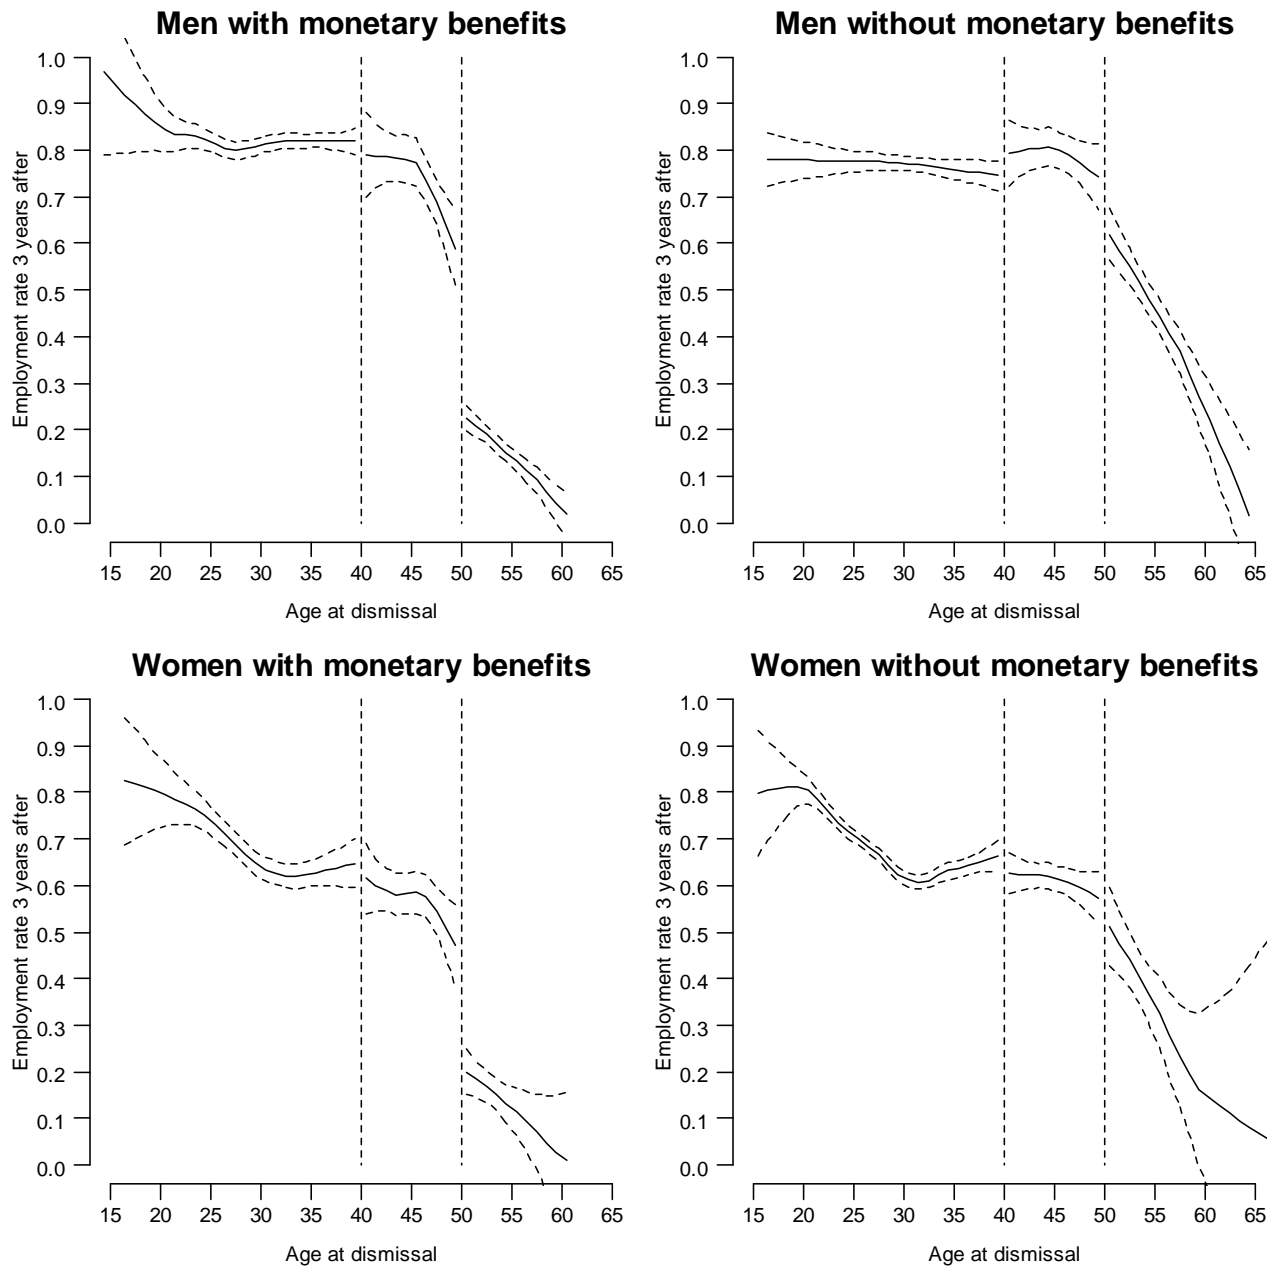 Men with monetary benefits
Employment rate 3 years after
1.0
0.9
0.8
0.7
0.6
0.5
0.4
0.3
0.2
0.1
0.0
15 20 25 30 35 40 45 50 55 60 65
Age at dismissal
Men without monetary benefits
Employment rate 3 years after
1.0
0.9
0.8
0.7
0.6
0.5
0.4
0.3
0.2
0.1
0.0
15 20 25 30 35 40 45 50 55 60 65
Age at dismissal
Women with monetary benefits
Employment rate 3 years after
1.0
0.9
0.8
0.7
0.6
0.5
0.4
0.3
0.2
0.1
0.0
15 20 25 30 35 40 45 50 55 60 65
Age at dismissal
Women without monetary benefits
Employment rate 3 years after
1.0
0.9
0.8
0.7
0.6
0.5
0.4
0.3
0.2
0.1
0.0
15 20 25 30 35 40 45 50 55 60 65
Age at dismissal